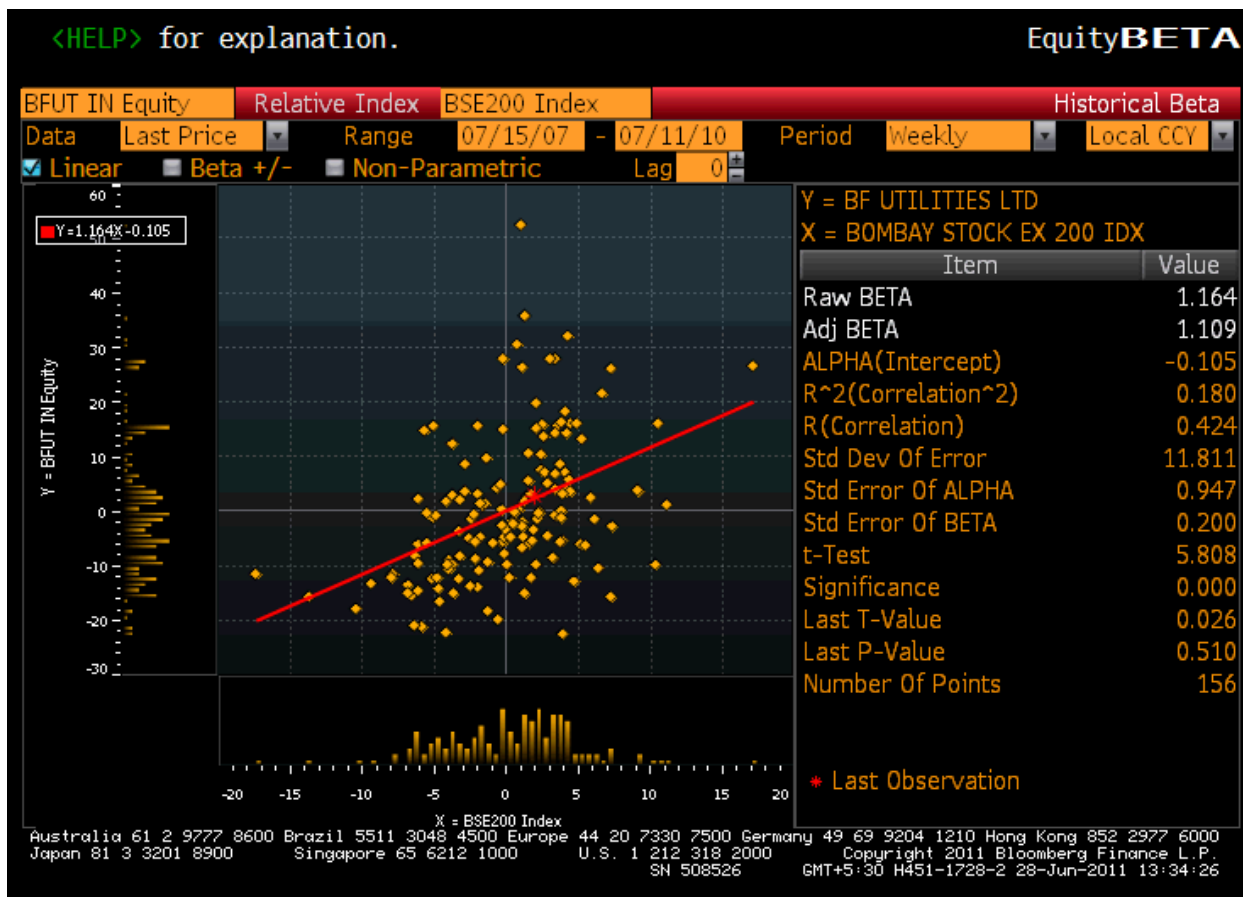 <HELP> for explanation.
EquityBETA
BFUT IN Equity Relative Index BSE200 Index Historical Beta
Data Last Price Range 07/15/07 - 07/11/10 Period Weekly Local CCY
Linear Beta +/- Non-Parametric Lag 0
Y = BF UTILITIES LTD
X = BOMBAY STOCK EX 200 IDX
Item Value
Raw BETA 1.164
Adj BETA 1.109
ALPHA(Intercept) -0.105
R^2(Correlation^2) 0.180
R(Correlation) 0.424
Std Dev Of Error 11.811
Std Error Of ALPHA 0.947
Std Error Of BETA 0.200
t-Test 5.808
Significance 0.000
Last T-Value 0.026
Last P-Value 0.510
Number Of Points 156
* Last Observation
Y=1.164X-0.105
60
50
40
30
20
10
0
-10
-20
-30
Y = BFUT IN Equity
-20 -15 -10 -5 0 5 10 15 20
X = BSE200 Index
Australia 61 2 9777 8600 Brazil 5511 3048 4500 Europe 44 20 7330 7500 Germany 49 69 9204 1210 Hong Kong 852 2977 6000
Japan 81 3 3201 8900 Singapore 65 6212 1000 U.S. 1 212 318 2000 Copyright 2011 Bloomberg Finance L.P.
SN 508526 GMT+5:30 H451-1728-2 28-Jun-2011 13:34:26